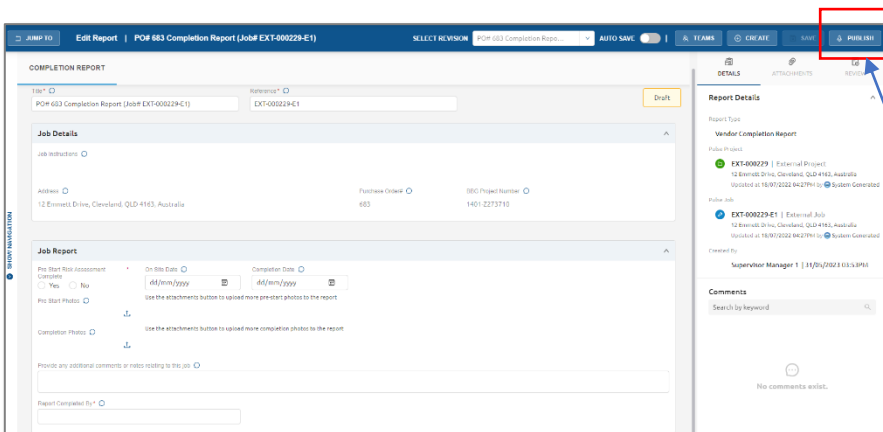 JUMP TO Edit Report | PO# 683 Completion Report (Job# EXT-000229-E1) SELECT REVISION PO# 683 Completion Repo... AUTO SAVE | TEAMS CREATE SAVE PUBLISH
COMPLETION REPORT
DETAILS ATTACHMENTS REVIEW
Title* Reference*
PO# 683 Completion Report (Job# EXT-000229-E1) EXT-000229-E1 Draft
Report Details
Report Type
Vendor Completion Report
Job Details
Job Instructions
Pulse Project
EXT-000229 | External Project
12 Emmett Drive, Cleveland, QLD 4163, Australia
Updated at 18/07/2022 04:27PM by System Generated
Address Purchase Order# SBG Project Number
12 Emmett Drive, Cleveland, QLD 4163, Australia 683 1401-2273710
Pulse Job
EXT-000229-E1 | External Job
12 Emmett Drive, Cleveland, QLD 4163, Australia
Updated at 18/07/2022 04:27PM by System Generated
SHOW NAVIGATION
Job Report
Created By
Supervisor Manager 1 | 31/05/2023 03:53PM
Pre Start Risk Assessment * On Site Date Completion Date
Complete
Yes No dd/mm/yyyy dd/mm/yyyy
Pre Start Photos Use the attachments button to upload more pre-start photos to the report
Comments
Search by keyword
Completion Photos Use the attachments button to upload more completion photos to the report
Provide any additional comments or notes relating to this job
No comments exist.
Report Completed By*